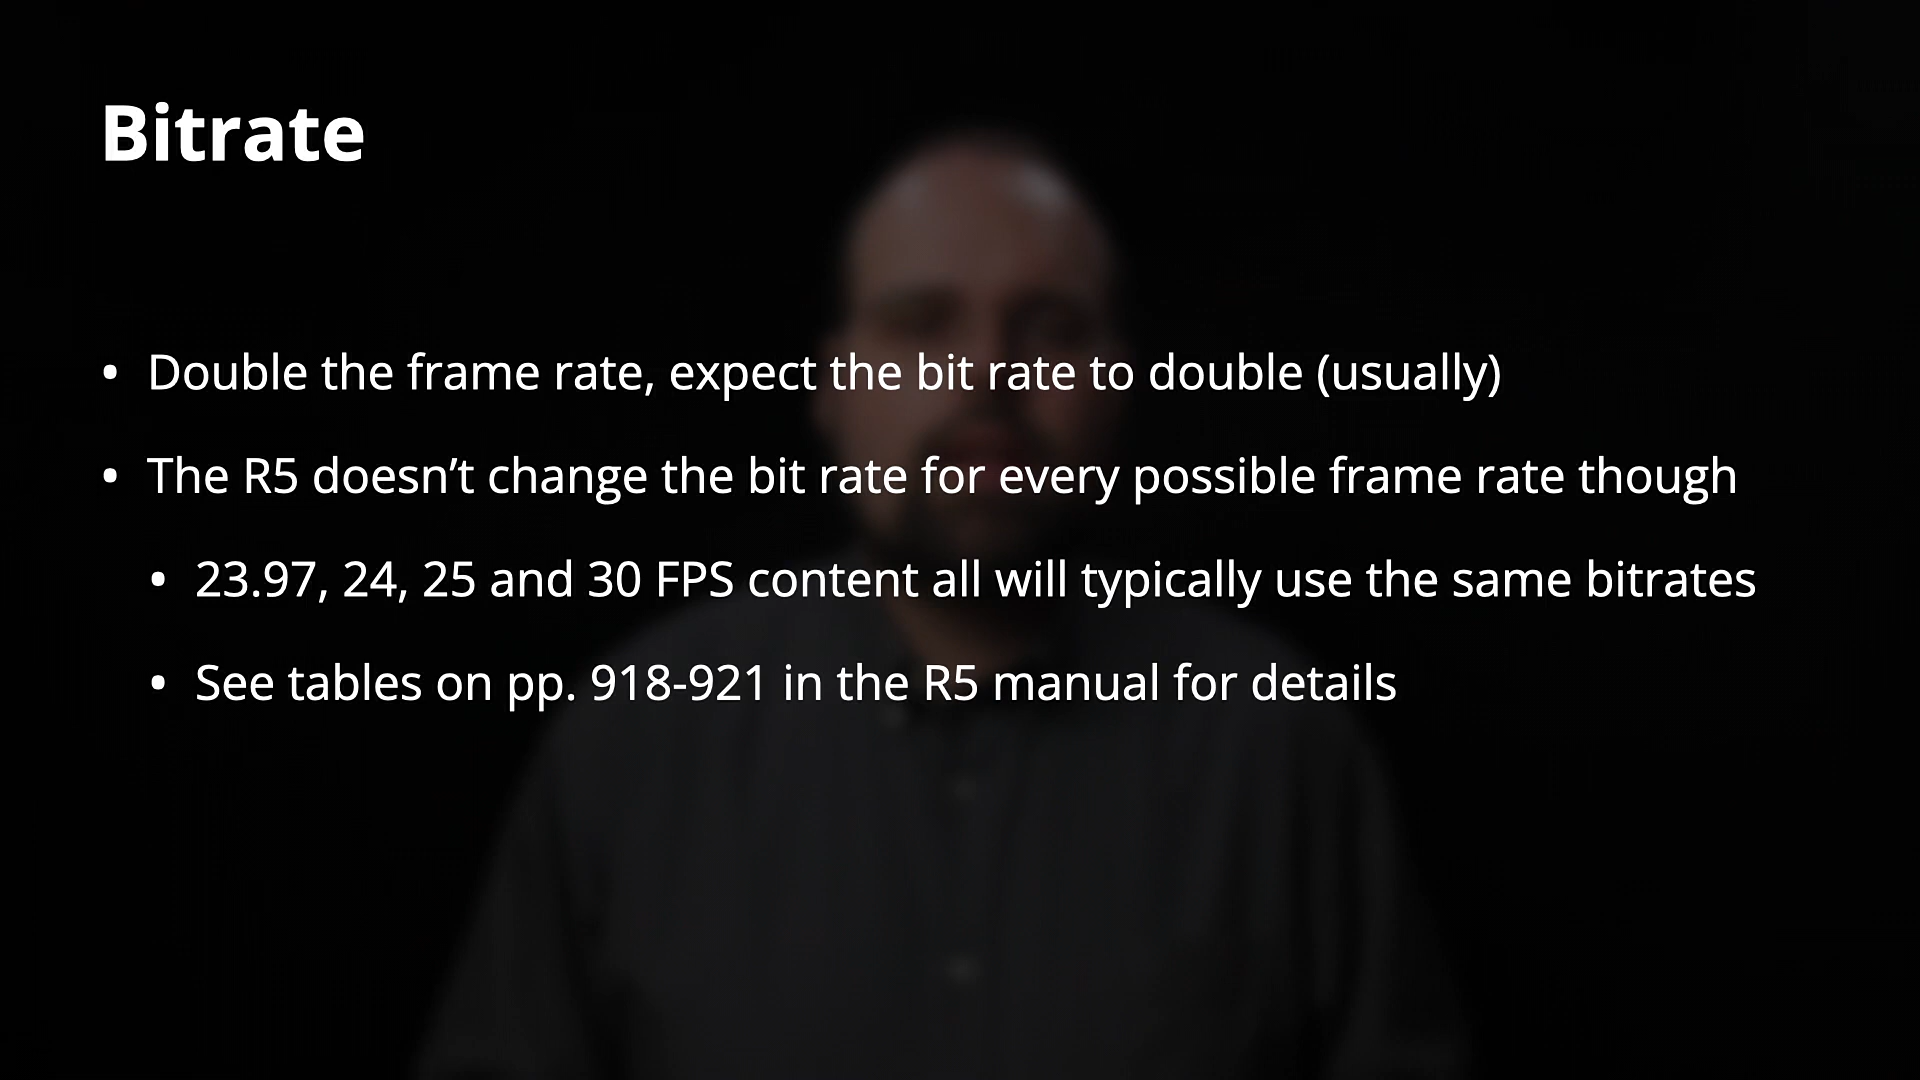 Bitrate
• Double the frame rate, expect the bit rate to double (usually)
• The R5 doesn’t change the bit rate for every possible frame rate though
• 23.97, 24, 25 and 30 FPS content all will typically use the same bitrates
• See tables on pp. 918-921 in the R5 manual for details